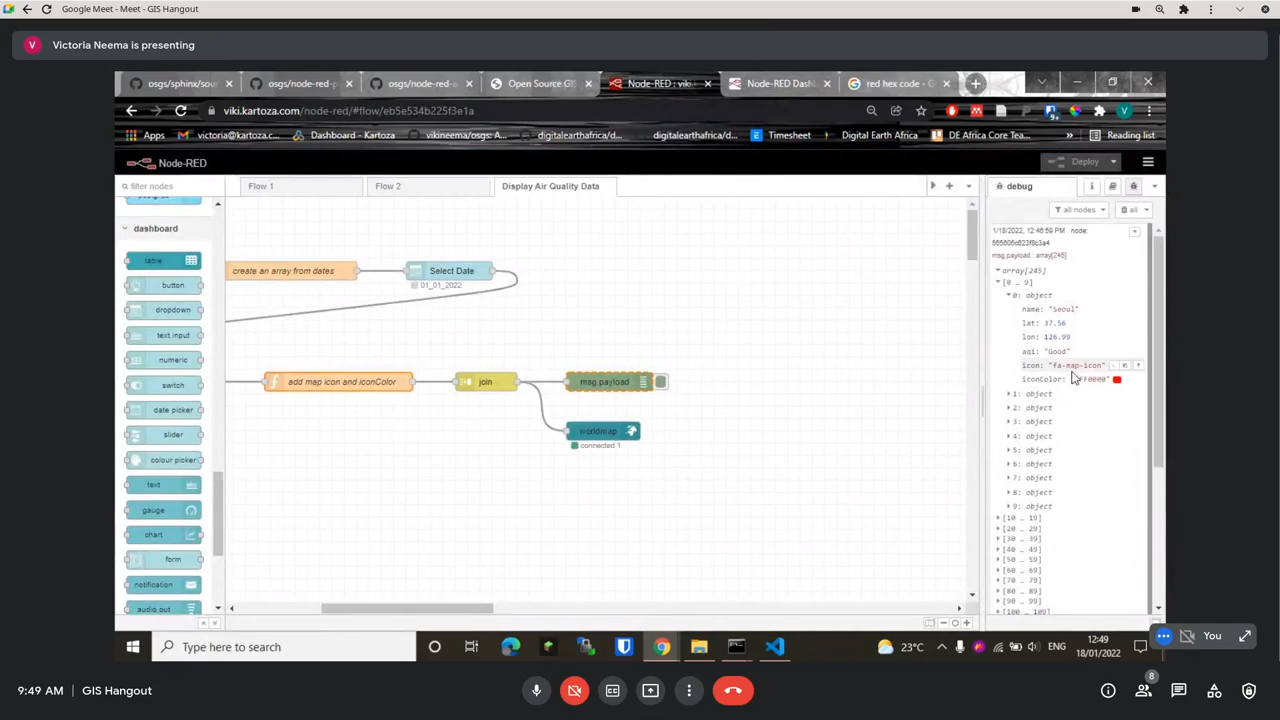 Google Meet - Meet - GIS Hangout
V Victoria Neema is presenting
osgs/sphinx/sou
osgs/node-red-p
osgs/node-red-a
Open Source GIS
Node-RED : viki
Node-RED Dash
red hex code - G
viki.kartoza.com/node-red/#flow/eb5e534b225f3e1a
Apps
victoria@kartoz...
Dashboard - Kartoza
vikineema/osgs: A...
digitalearthafrica/d...
digitalearthafrica/d...
Timesheet
Digital Earth Africa
DE Africa Core Tea...
»
Reading list
Node-RED
Deploy
filter nodes
Flow 1
Flow 2
Display Air Quality Data
debug
all nodes
all
dashboard
table
button
dropdown
text input
numeric
switch
date picker
slider
colour picker
text
gauge
chart
form
notification
audio out
create an array from dates
Select Date
01_01_2022
add map icon and iconColor
join
msg.payload
worldmap
connected 1
1/18/2022, 12:46:59 PM node:
msg.payload : array[245]
array[245]
[0 … 9]
0: object
name: "Seoul"
lat: 37.56
lon: 126.99
aqi: "Good"
icon: "fa-map-icon"
iconColor:
1: object
2: object
3: object
4: object
5: object
6: object
7: object
8: object
9: object
[10 … 19]
[20 … 29]
[30 … 39]
[40 … 49]
[50 … 59]
[60 … 69]
[70 … 79]
[80 … 89]
[90 … 99]
[100 … 109]
Type here to search
23°C
ENG
12:49
18/01/2022
You
9:49 AM
GIS Hangout
8